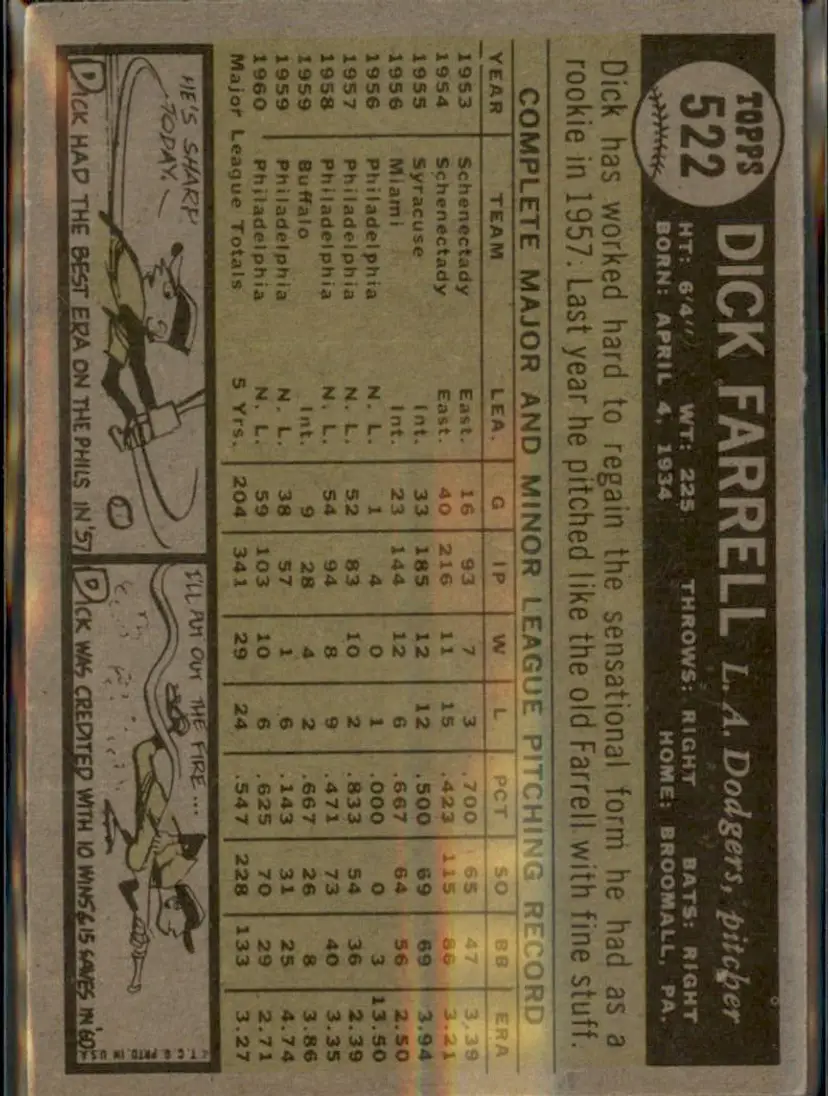 TOPPS
522
DICK FARRELL L. A. Dodgers, pitcher
HT: 6'4" WT: 225 THROWS: RIGHT BATS: RIGHT
BORN: APRIL 4, 1934 HOME: BROOMALL, PA.
Dick has worked hard to regain the sensational form he had as a
rookie in 1957. Last year he pitched like the old Farrell with fine stuff.
COMPLETE MAJOR AND MINOR LEAGUE PITCHING RECORD
YEAR TEAM LEA. G IP W L PCT SO BB ERA
1953 Schenectady East. 16 93 7 3 .700 65 47 3.39
1954 Schenectady East. 40 216 11 15 .423 115 86 3.21
1955 Syracuse Int. 33 185 12 12 .500 69 69 3.94
1956 Miami Int. 23 144 12 6 .667 64 56 2.50
1956 Philadelphia N. L. 1 4 0 1 .000 0 3 13.50
1957 Philadelphia N. L. 52 83 10 2 .833 54 36 2.39
1958 Philadelphia N. L. 54 94 8 9 .471 73 40 3.35
1959 Buffalo Int. 9 28 4 2 .667 26 8 3.86
1959 Philadelphia N. L. 38 57 1 6 .143 31 25 4.74
1960 Philadelphia N. L. 59 103 10 6 .625 70 29 2.71
Major League Totals 5 Yrs. 204 341 29 24 .547 228 133 3.27
HE'S SHARP
TODAY.
DICK HAD THE BEST ERA ON THE PHILS IN '57
I'LL PUT OUT THE FIRE...
DICK WAS CREDITED WITH 10 WINS & 15 SAVES IN '60
T. C. G. PRTD. IN U.S.A.